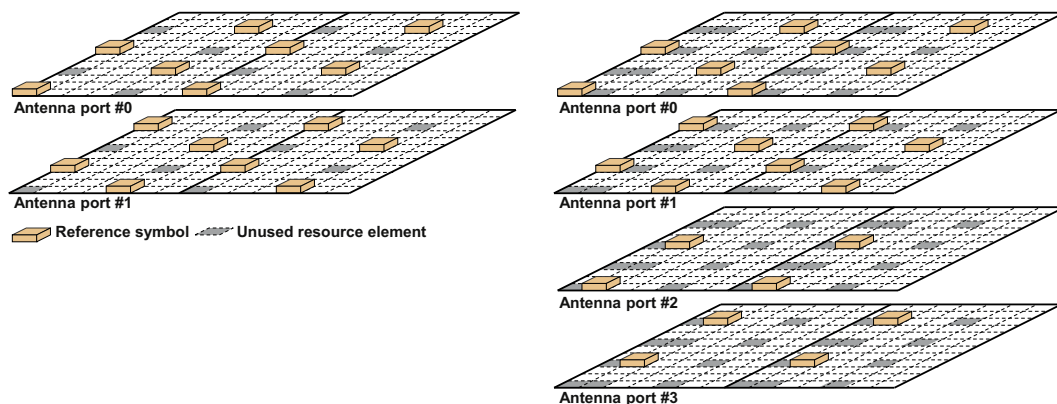 Antenna port #0
Antenna port #1
Reference symbol
Unused resource element
Antenna port #0
Antenna port #1
Antenna port #2
Antenna port #3